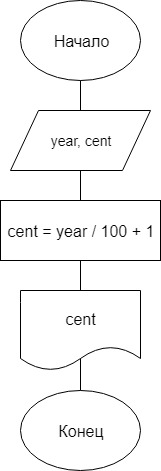 Начало
year, cent
cent = year / 100 + 1
cent
Конец